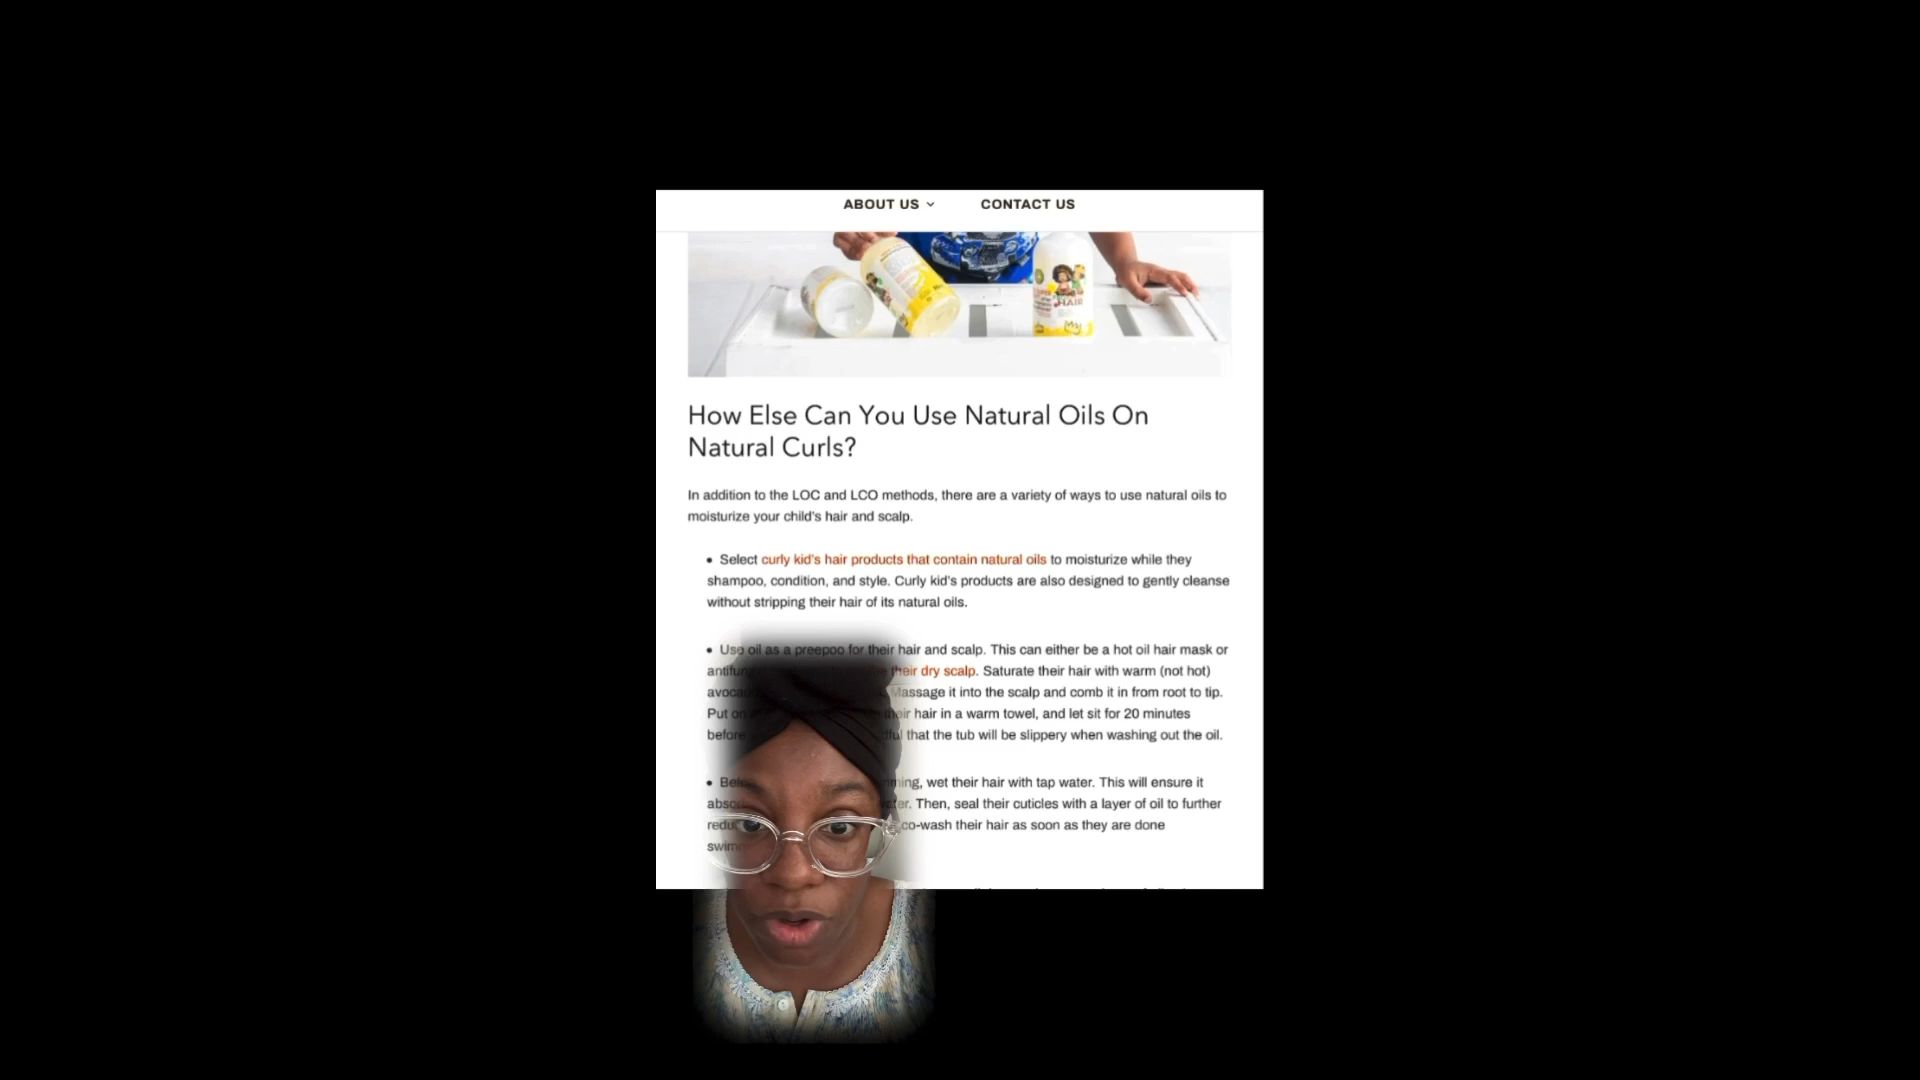 ABOUT US
CONTACT US
HAIR
My
How Else Can You Use Natural Oils On
Natural Curls?
In addition to the LOC and LCO methods, there are a variety of ways to use natural oils to
moisturize your child's hair and scalp.
• Select curly kid's hair products that contain natural oils to moisturize while they
shampoo, condition, and style. Curly kid's products are also designed to gently cleanse
without stripping their hair of its natural oils.
• Use oil as a preepoo for their hair and scalp. This can either be a hot oil hair mask or
their dry scalp. Saturate their hair with warm (not hot)
Massage it into the scalp and comb it in from root to tip.
Put on their hair in a warm towel, and let sit for 20 minutes
before that the tub will be slippery when washing out the oil.
• wet their hair with tap water. This will ensure it
Then, seal their cuticles with a layer of oil to further
co-wash their hair as soon as they are done